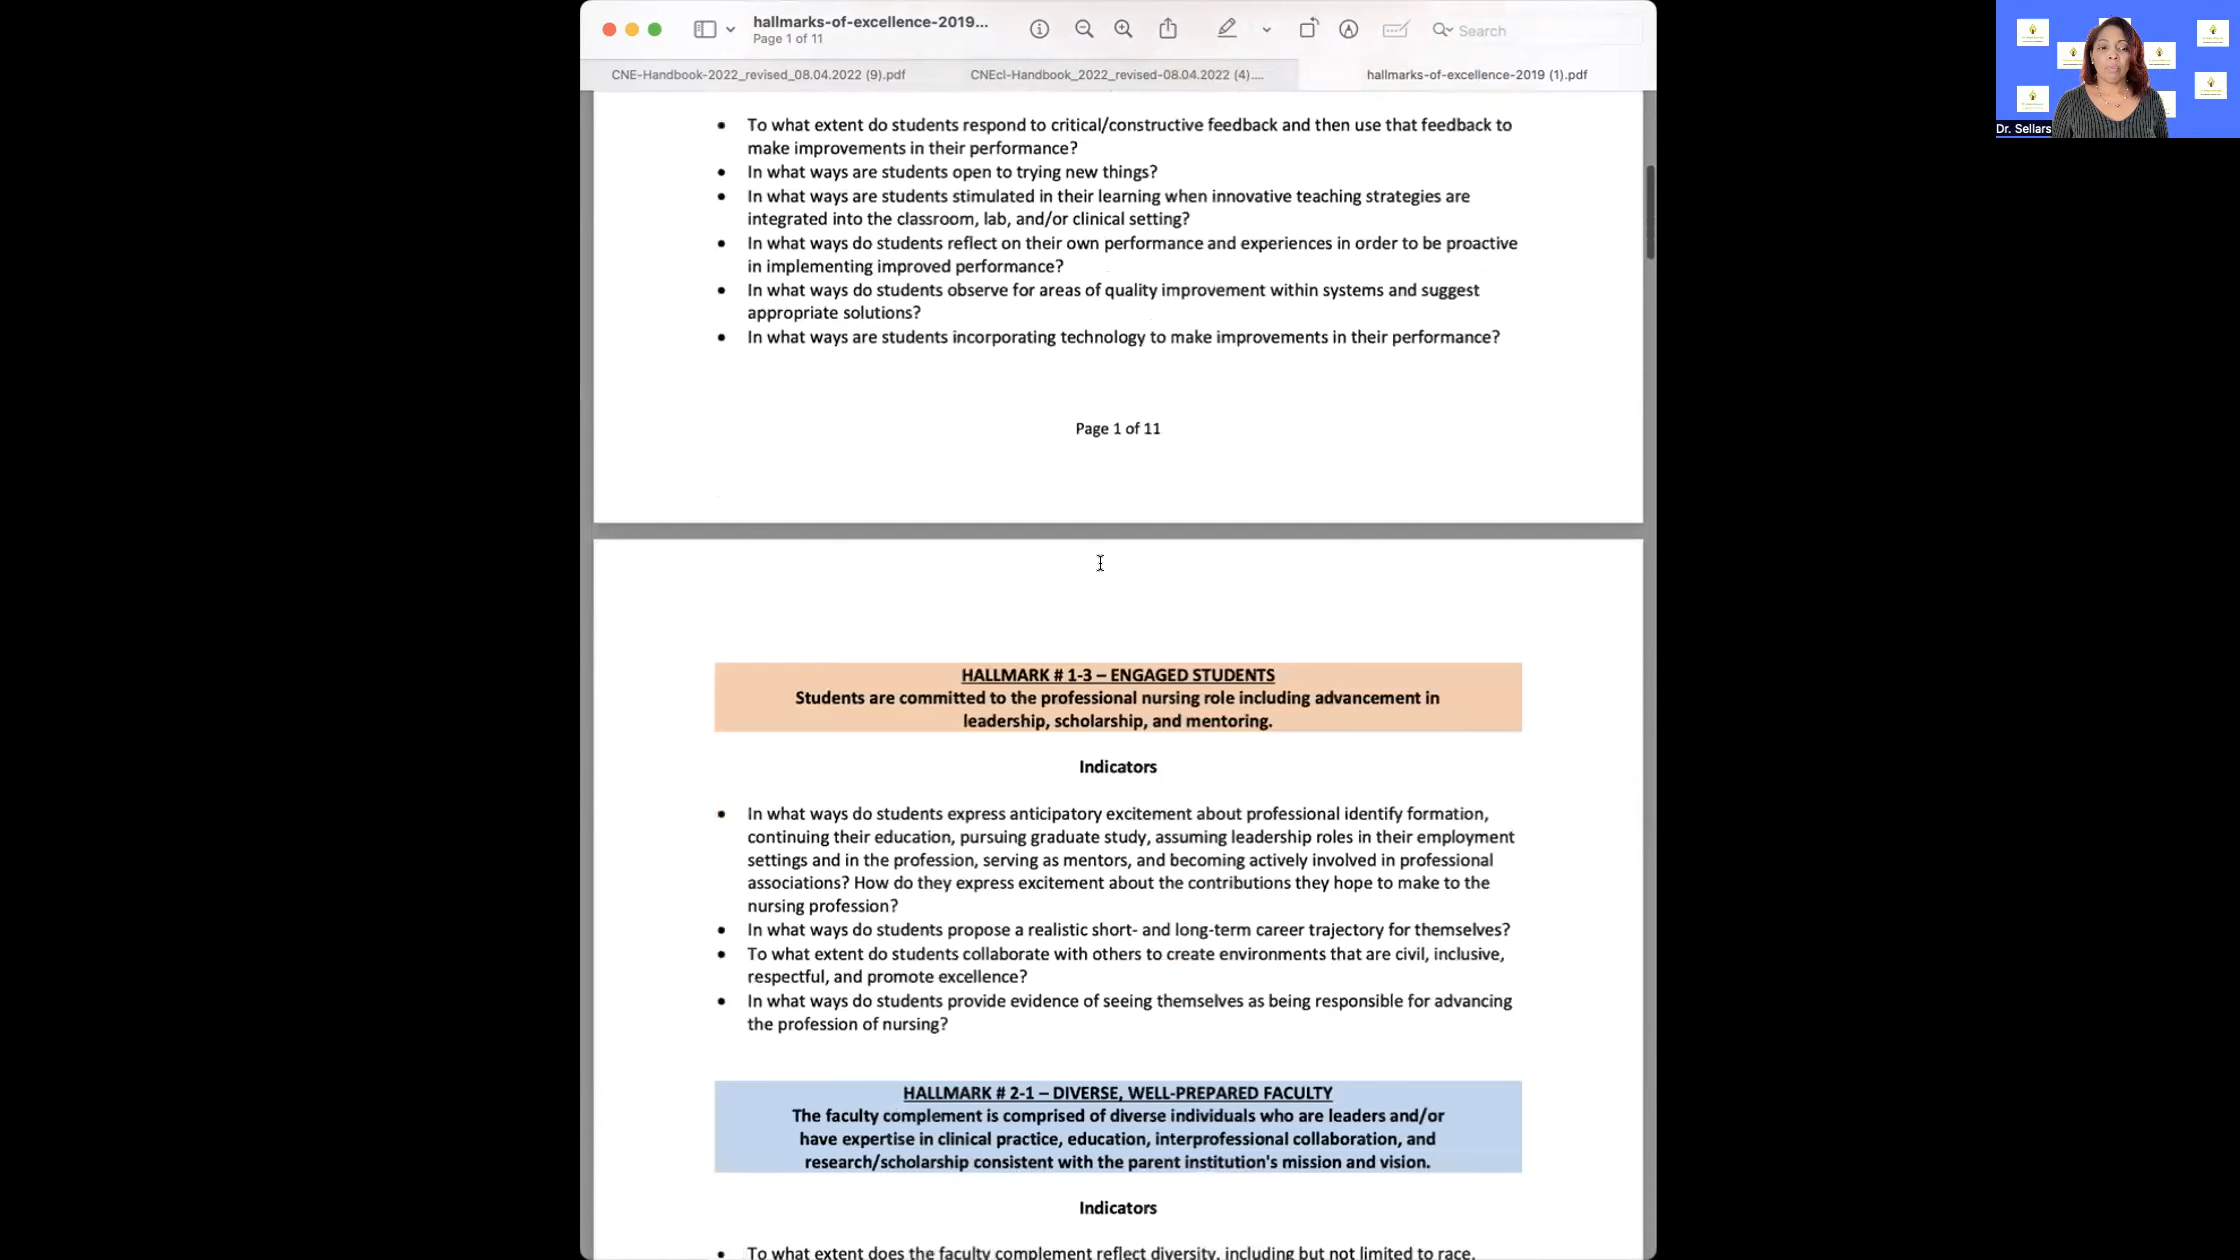 hallmarks-of-excellence-2019...
Page 1 of 11
Search
CNE-Handbook-2022_revised_08.04.2022 (9).pdf
CNEcl-Handbook_2022_revised-08.04.2022 (4)....
hallmarks-of-excellence-2019 (1).pdf
Dr. Sellars
• To what extent do students respond to critical/constructive feedback and then use that feedback to
make improvements in their performance?
• In what ways are students open to trying new things?
• In what ways are students stimulated in their learning when innovative teaching strategies are
integrated into the classroom, lab, and/or clinical setting?
• In what ways do students reflect on their own performance and experiences in order to be proactive
in implementing improved performance?
• In what ways do students observe for areas of quality improvement within systems and suggest
appropriate solutions?
• In what ways are students incorporating technology to make improvements in their performance?
Page 1 of 11
HALLMARK # 1-3 – ENGAGED STUDENTS
Students are committed to the professional nursing role including advancement in
leadership, scholarship, and mentoring.
Indicators
• In what ways do students express anticipatory excitement about professional identify formation,
continuing their education, pursuing graduate study, assuming leadership roles in their employment
settings and in the profession, serving as mentors, and becoming actively involved in professional
associations? How do they express excitement about the contributions they hope to make to the
nursing profession?
• In what ways do students propose a realistic short- and long-term career trajectory for themselves?
• To what extent do students collaborate with others to create environments that are civil, inclusive,
respectful, and promote excellence?
• In what ways do students provide evidence of seeing themselves as being responsible for advancing
the profession of nursing?
HALLMARK # 2-1 – DIVERSE, WELL-PREPARED FACULTY
The faculty complement is comprised of diverse individuals who are leaders and/or
have expertise in clinical practice, education, interprofessional collaboration, and
research/scholarship consistent with the parent institution's mission and vision.
Indicators
• To what extent does the faculty complement reflect diversity, including but not limited to race,